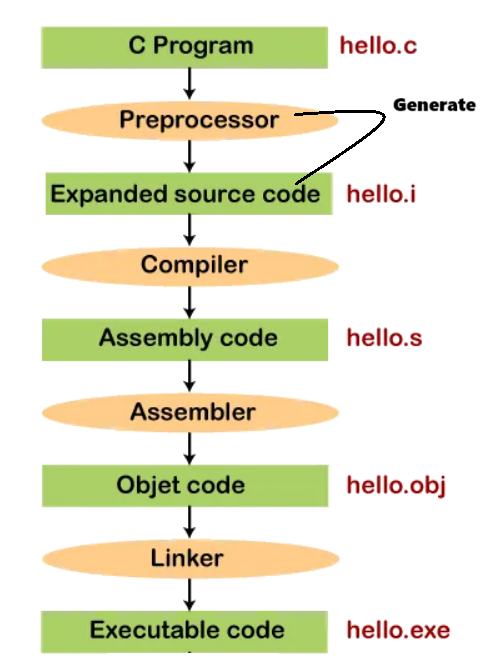 C Program hello.c
Preprocessor Generate
Expanded source code hello.i
Compiler
Assembly code hello.s
Assembler
Objet code hello.obj
Linker
Executable code hello.exe